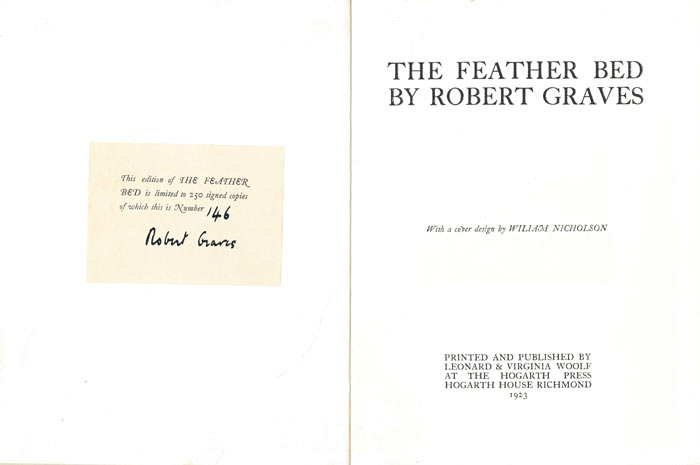 This edition of THE FEATHER
BED is limited to 250 signed copies
of which this is Number 146
Robert Graves
THE FEATHER BED
BY ROBERT GRAVES
With a cover design by WILIAM NICHOLSON
PRINTED AND PUBLISHED BY
LEONARD & VIRGINIA WOOLF
AT THE HOGARTH PRESS
HOGARTH HOUSE RICHMOND
1923